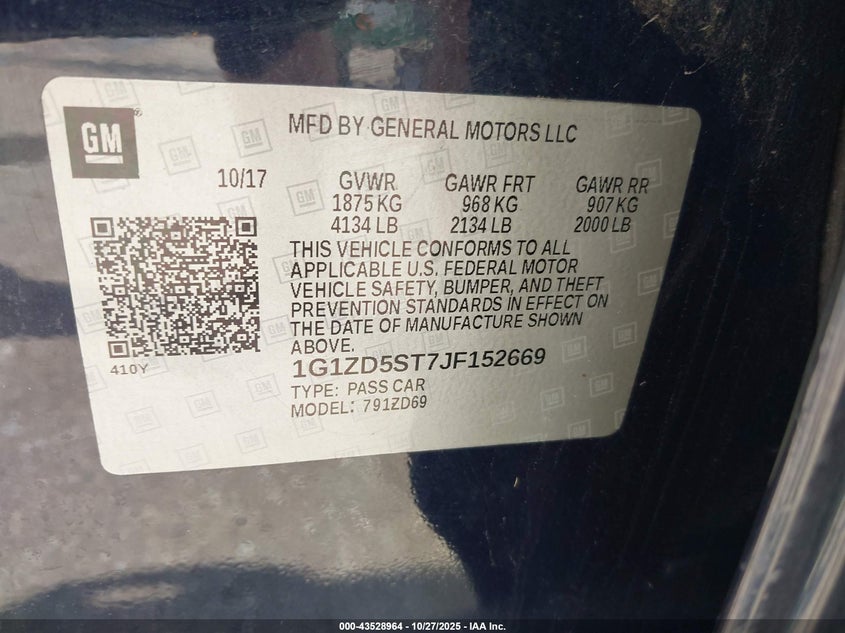 GM
MFD BY GENERAL MOTORS LLC
10/17 GVWR GAWR FRT GAWR RR
1875 KG 968 KG 907 KG
4134 LB 2134 LB 2000 LB
THIS VEHICLE CONFORMS TO ALL
APPLICABLE U.S. FEDERAL MOTOR
VEHICLE SAFETY, BUMPER, AND THEFT
PREVENTION STANDARDS IN EFFECT ON
THE DATE OF MANUFACTURE SHOWN
ABOVE.
410Y
1G1ZD5ST7JF152669
TYPE: PASS CAR
MODEL: 791ZD69
000-43528964 | 10/27/2025 - IAA Inc.